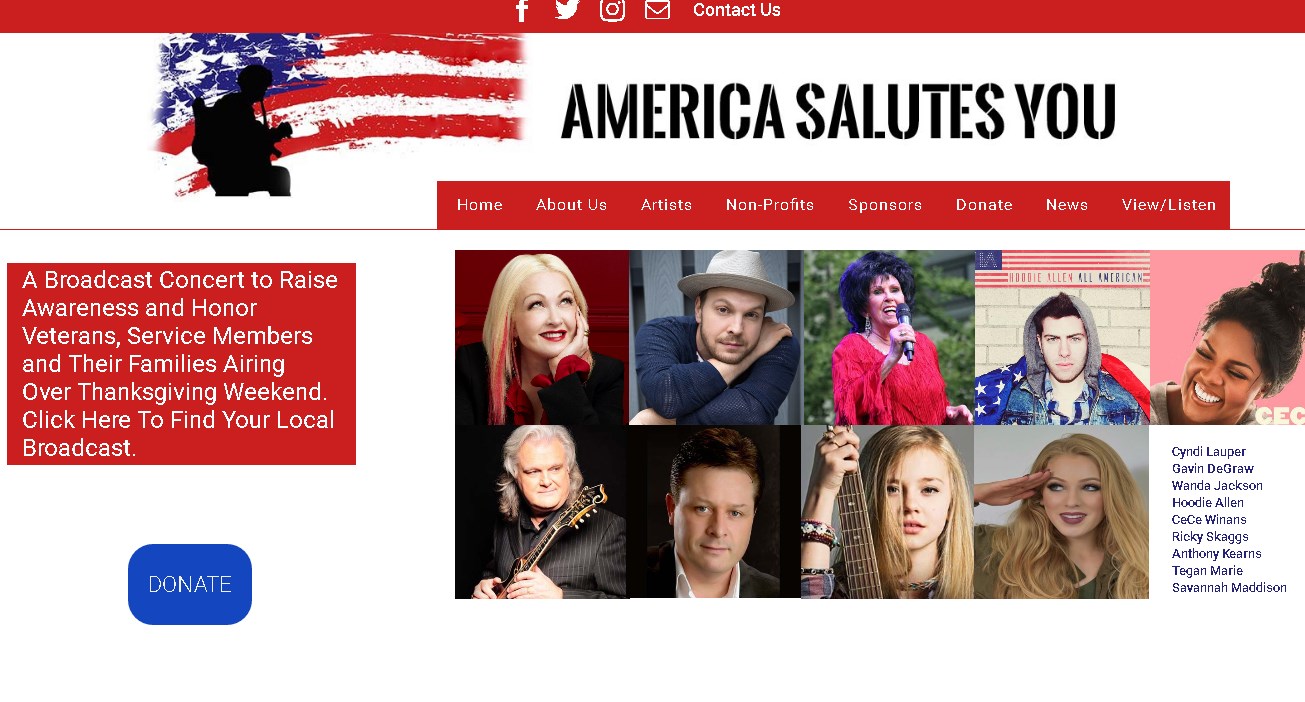 Contact Us
AMERICA SALUTES YOU
Home About Us Artists Non-Profits Sponsors Donate News View/Listen
A Broadcast Concert to Raise
Awareness and Honor
Veterans, Service Members
and Their Families Airing
Over Thanksgiving Weekend.
Click Here To Find Your Local
Broadcast.
HOODIE ALLEN ALL AMERICAN
CEC
Cyndi Lauper
Gavin DeGraw
Wanda Jackson
Hoodie Allen
CeCe Winans
Ricky Skaggs
Anthony Kearns
Tegan Marie
Savannah Maddison
DONATE